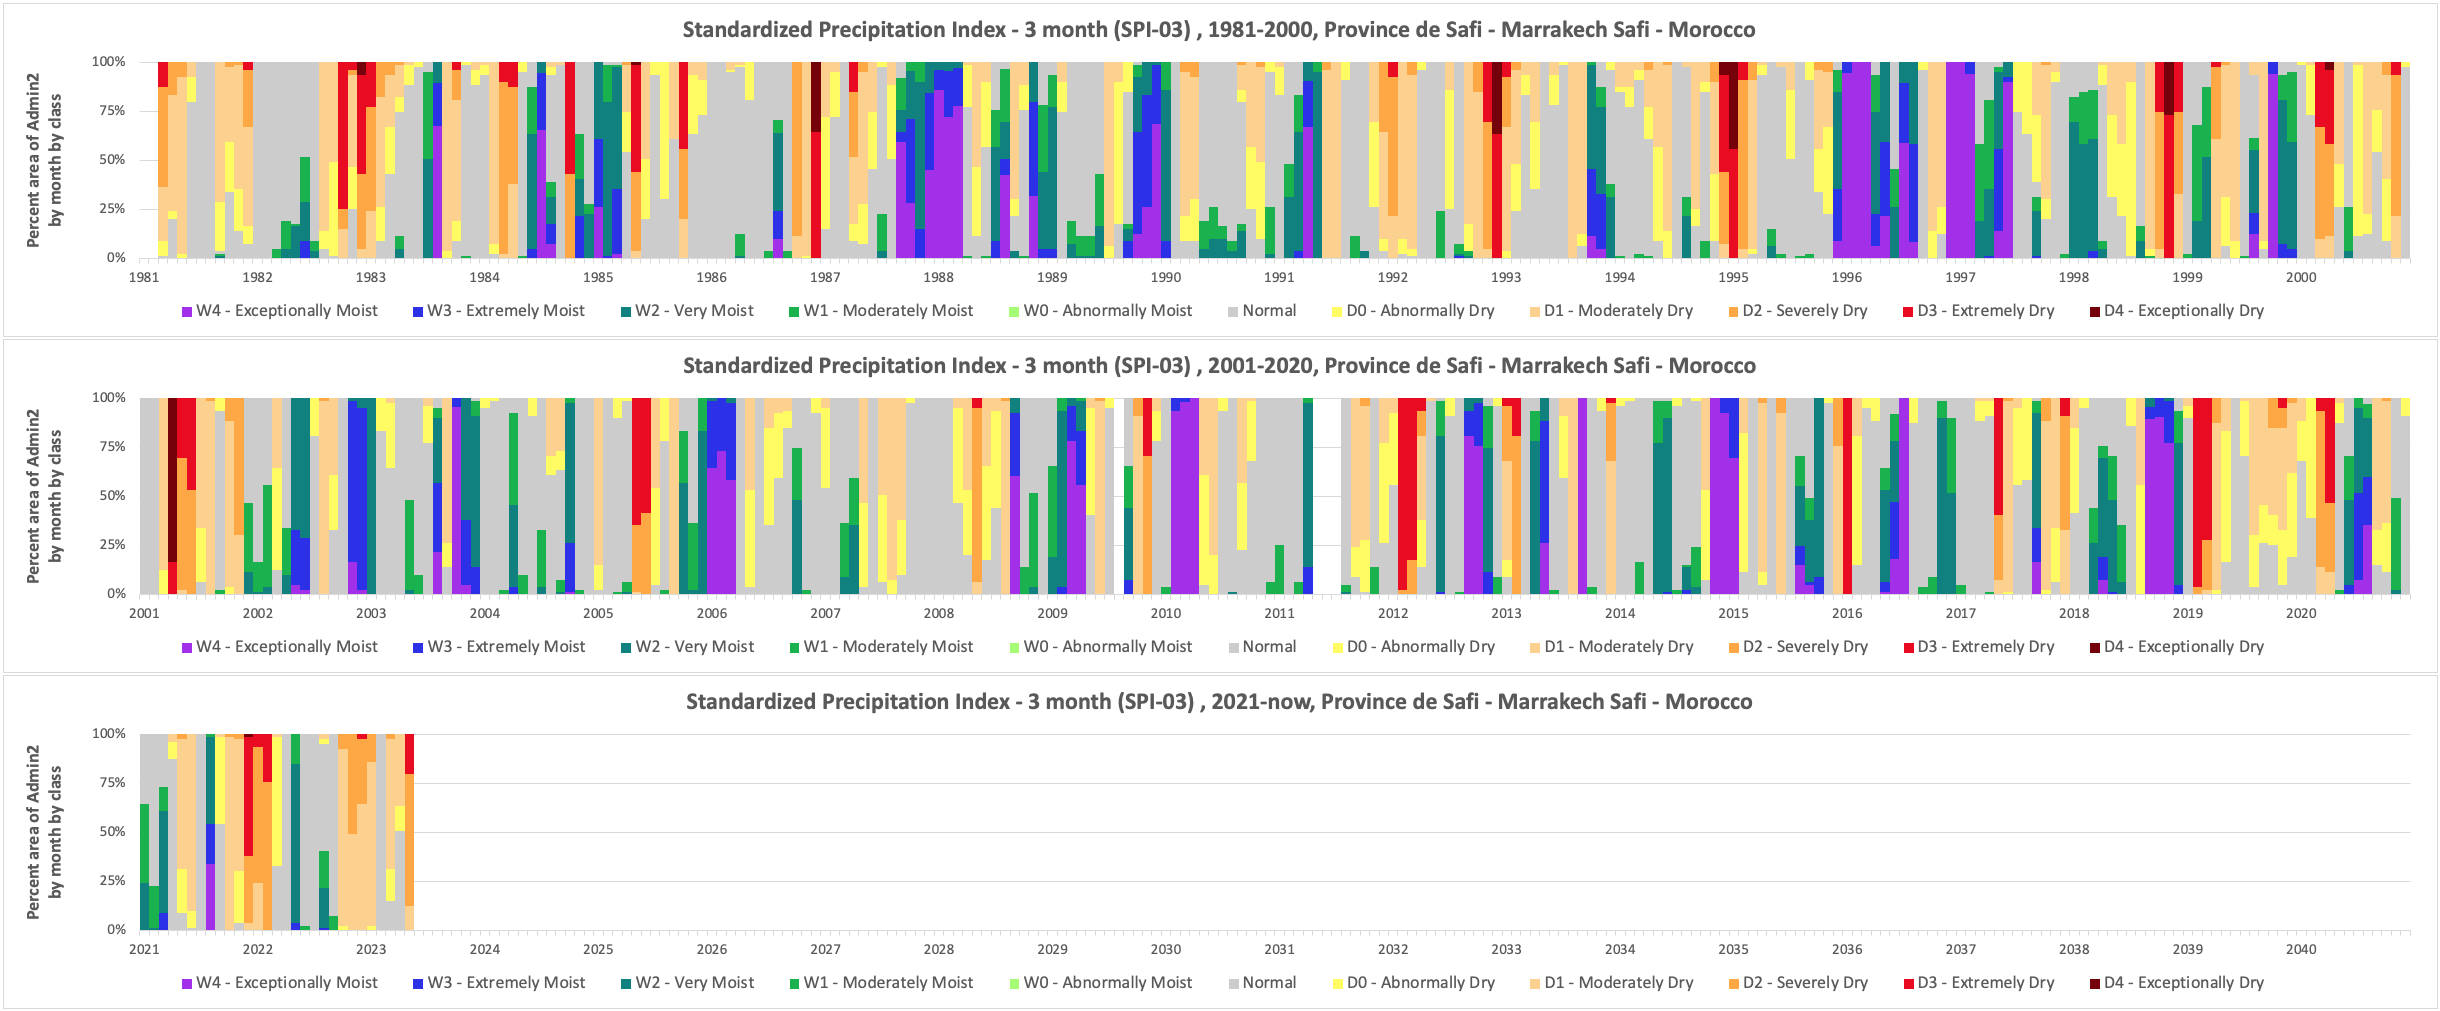 Standardized Precipitation Index - 3 month (SPI-03) , 1981-2000, Province de Safi - Marrakech Safi - Morocco
Percent area of Admin2
by month by class
100%
75%
50%
25%
0%
1981 1982 1983 1984 1985 1986 1987 1988 1989 1990 1991 1992 1993 1994 1995 1996 1997 1998 1999 2000
W4 - Exceptionally Moist W3 - Extremely Moist W2 - Very Moist W1 - Moderately Moist W0 - Abnormally Moist Normal D0 - Abnormally Dry D1 - Moderately Dry D2 - Severely Dry D3 - Extremely Dry D4 - Exceptionally Dry
Standardized Precipitation Index - 3 month (SPI-03) , 2001-2020, Province de Safi - Marrakech Safi - Morocco
Percent area of Admin2
by month by class
100%
75%
50%
25%
0%
2001 2002 2003 2004 2005 2006 2007 2008 2009 2010 2011 2012 2013 2014 2015 2016 2017 2018 2019 2020
W4 - Exceptionally Moist W3 - Extremely Moist W2 - Very Moist W1 - Moderately Moist W0 - Abnormally Moist Normal D0 - Abnormally Dry D1 - Moderately Dry D2 - Severely Dry D3 - Extremely Dry D4 - Exceptionally Dry
Standardized Precipitation Index - 3 month (SPI-03) , 2021-now, Province de Safi - Marrakech Safi - Morocco
Percent area of Admin2
by month by class
100%
75%
50%
25%
0%
2021 2022 2023 2024 2025 2026 2027 2028 2029 2030 2031 2032 2033 2034 2035 2036 2037 2038 2039 2040
W4 - Exceptionally Moist W3 - Extremely Moist W2 - Very Moist W1 - Moderately Moist W0 - Abnormally Moist Normal D0 - Abnormally Dry D1 - Moderately Dry D2 - Severely Dry D3 - Extremely Dry D4 - Exceptionally Dry